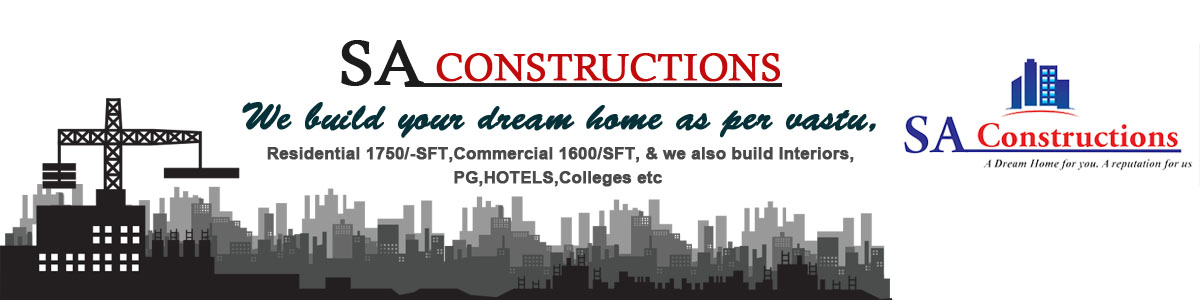 SA CONSTRUCTIONS
We build your dream home as per vastu,
Residential 1750/-SFT,Commercial 1600/SFT, & we also build Interiors,
PG,HOTELS,Colleges etc
SA Constructions
A Dream Home for you. A reputation for us